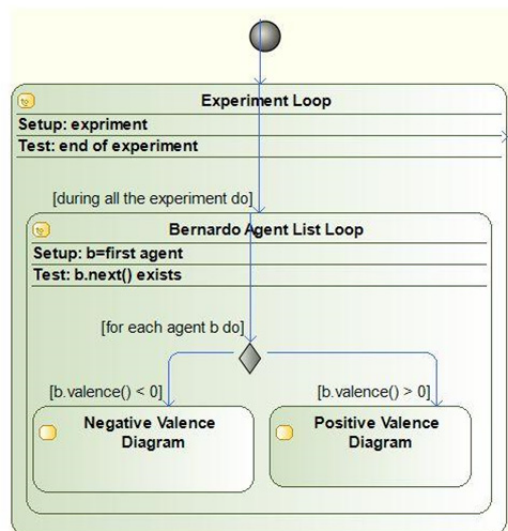 Experiment Loop
Setup: expriment
Test: end of experiment
[during all the experiment do]
Bernardo Agent List Loop
Setup: b=first agent
Test: b.next() exists
[for each agent b do]
[b.valence() < 0]
[b.valence() > 0]
Negative Valence
Diagram
Positive Valence
Diagram